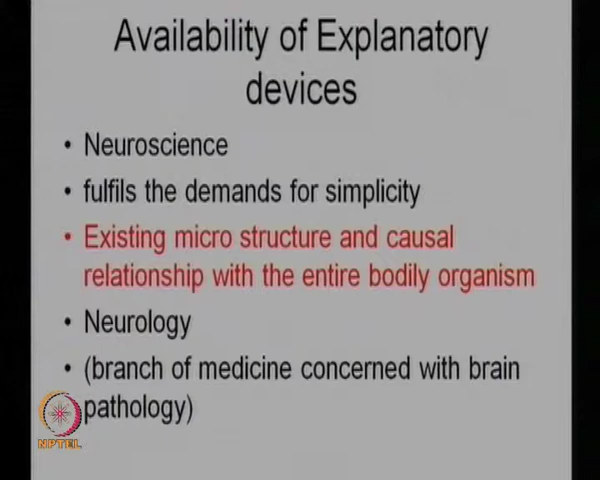 Availability of Explanatory
devices
• Neuroscience
• fulfils the demands for simplicity
• Existing micro structure and causal
relationship with the entire bodily organism
• Neurology
• (branch of medicine concerned with brain
pathology)
NPTEL